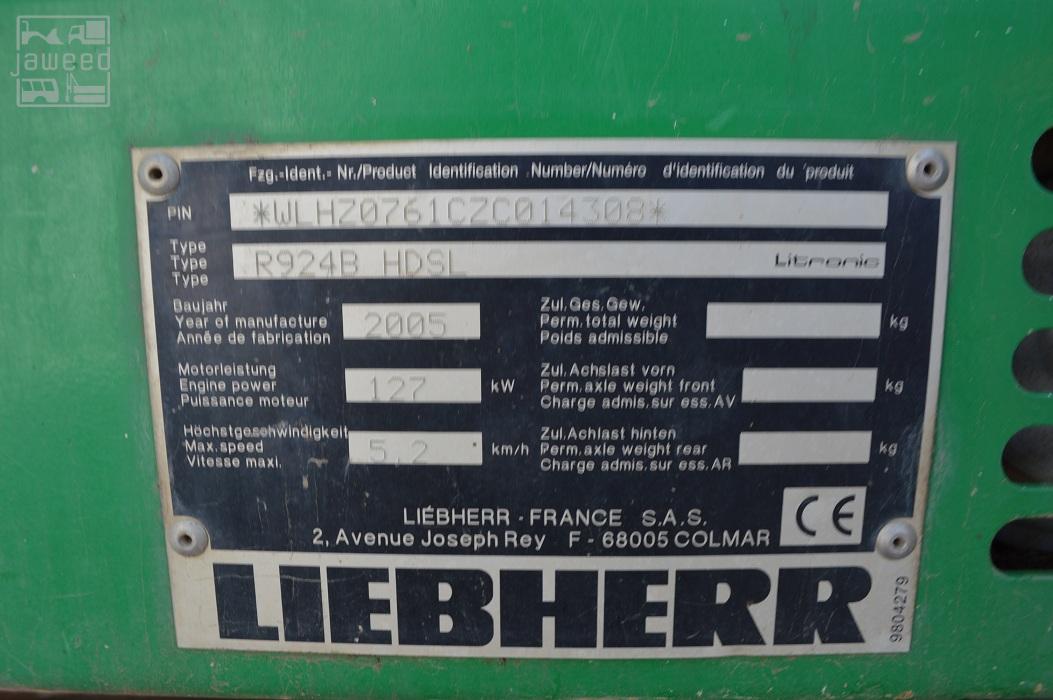 jaweed
Fzg.-Ident.- Nr./Product Identification Number/Numéro d'identification du produit
PIN *WLHZ0761CZC014308*
Type
Type R924B HDSL Litronic
Type
Baujahr
Year of manufacture 2005
Année de fabrication
Zul. Ges. Gew.
Perm. total weight kg
Poids admissible
Motorleistung
Engine power 127 kW
Puissance moteur
Zul. Achslast vorn
Perm. axle weight front kg
Charge admis. sur ess. AV
Höchstgeschwindigkeit
Max. speed 5,2 km/h
Vitesse maxi.
Zul. Achlast hinten
Perm. axle weight rear kg
Charge admis. sur ess. AR
LIEBHERR - FRANCE S.A.S.
2, Avenue Joseph Rey F - 68005 COLMAR
CE
LIEBHERR
9804279